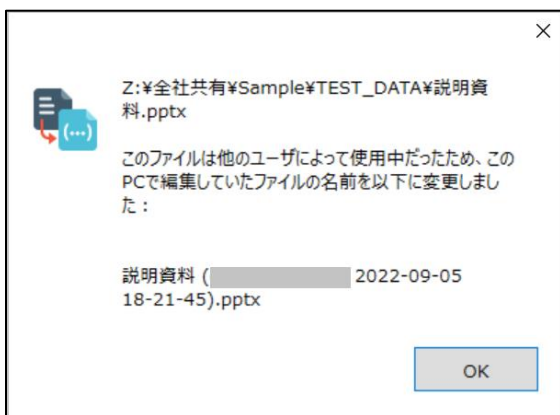 Z:¥全社共有¥Sample¥TEST_DATA¥説明資
料.pptx
このファイルは他のユーザによって使用中だったため、この
PCで編集していたファイルの名前を以下に変更しまし
た：
説明資料 ( 2022-09-05
18-21-45).pptx
(...)
OK